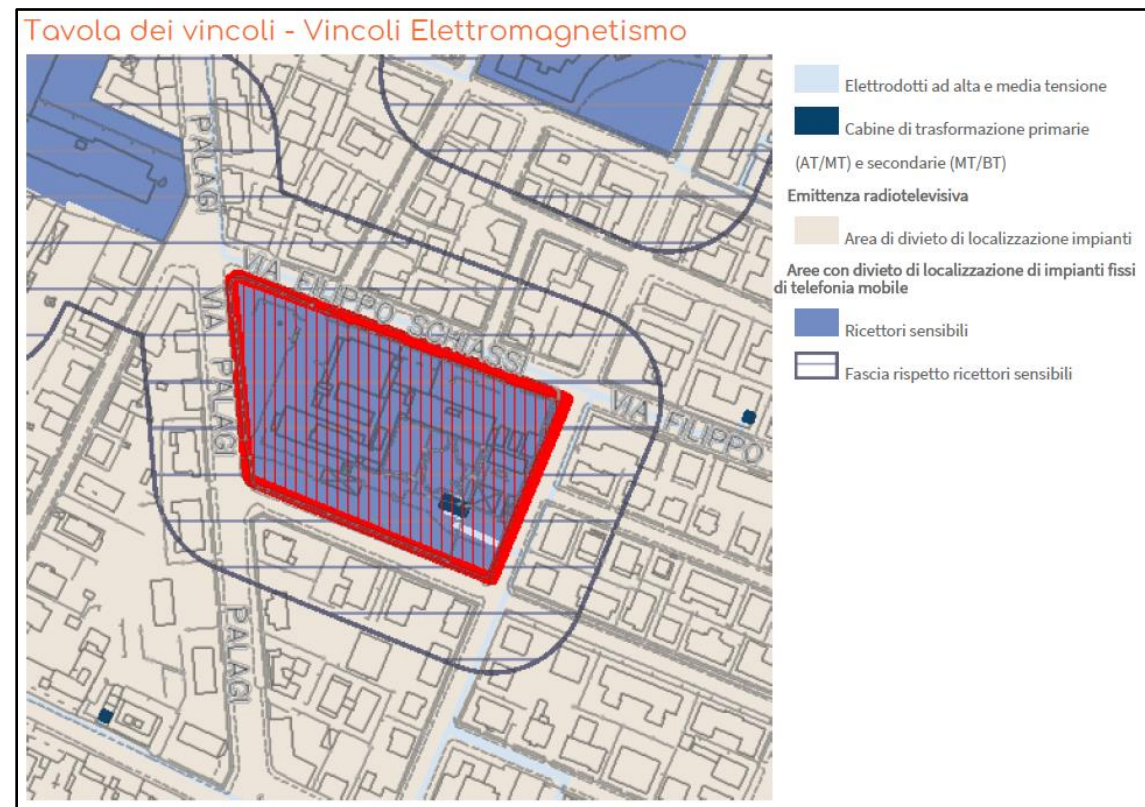 Tavola dei vincoli - Vincoli Elettromagnetismo
Elettrodotti ad alta e media tensione
Cabine di trasformazione primarie
(AT/MT) e secondarie (MT/BT)
Emittenza radiotelevisiva
Area di divieto di localizzazione impianti
Aree con divieto di localizzazione di impianti fissi
di telefonia mobile
Ricettori sensibili
Fascia rispetto ricettori sensibili
PALAGI
VIA FILIPPO SCHIASSI
VIA PALAGI
VIA FILIPPO
PALAGI